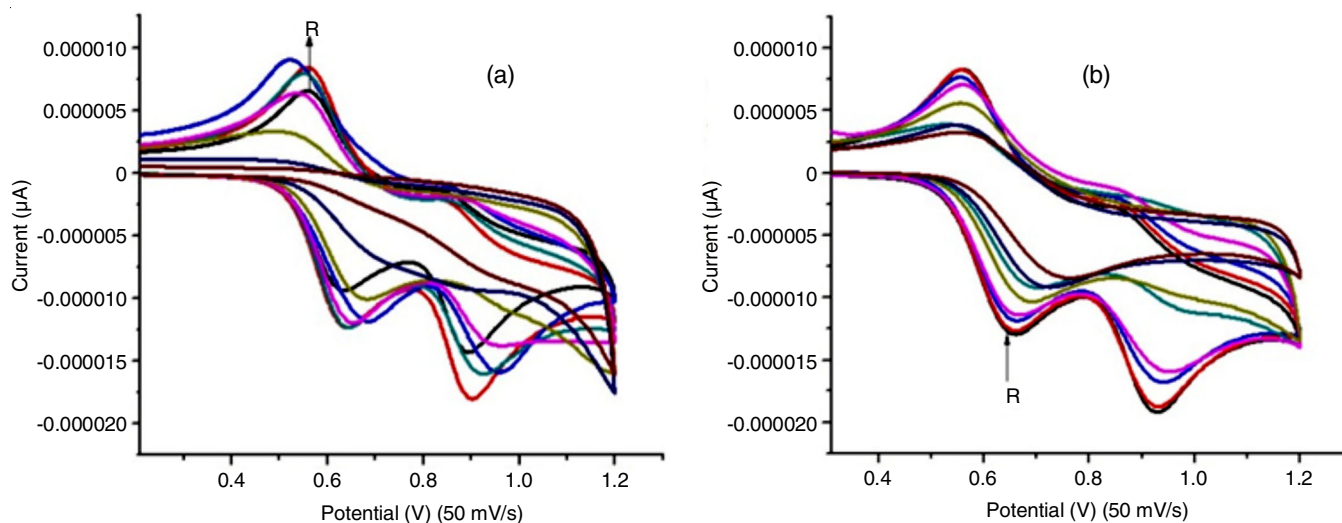 R
(a)
0.000010
0.000005
0
-0.000005
-0.000010
-0.000015
-0.000020
Current (µA)
0.4 0.6 0.8 1.0 1.2
Potential (V) (50 mV/s)
(b)
0.000010
0.000005
0
-0.000005
-0.000010
-0.000015
-0.000020
Current (µA)
R
0.4 0.6 0.8 1.0 1.2
Potential (V) (50 mV/s)